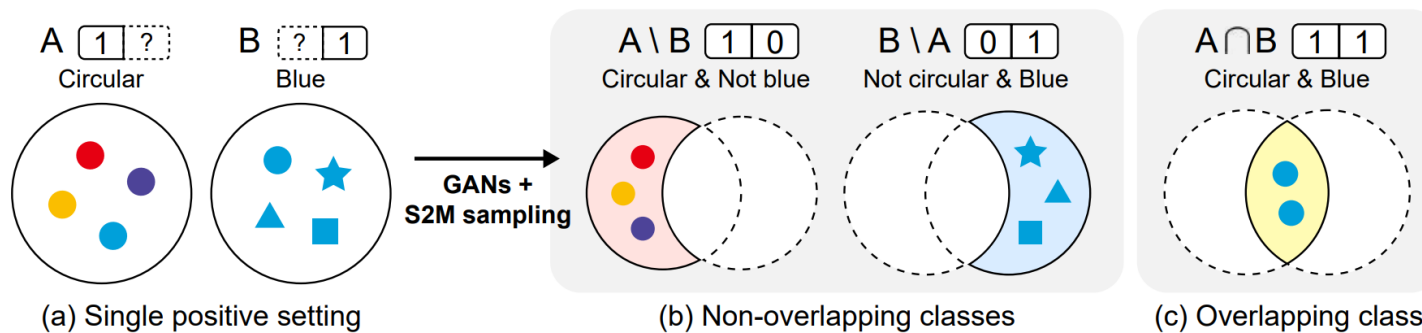 A 1 ?
Circular
B ? 1
Blue
(a) Single positive setting
GANs +
S2M sampling
A \ B 1 0
Circular & Not blue
B \ A 0 1
Not circular & Blue
(b) Non-overlapping classes
A ∩ B 1 1
Circular & Blue
(c) Overlapping class